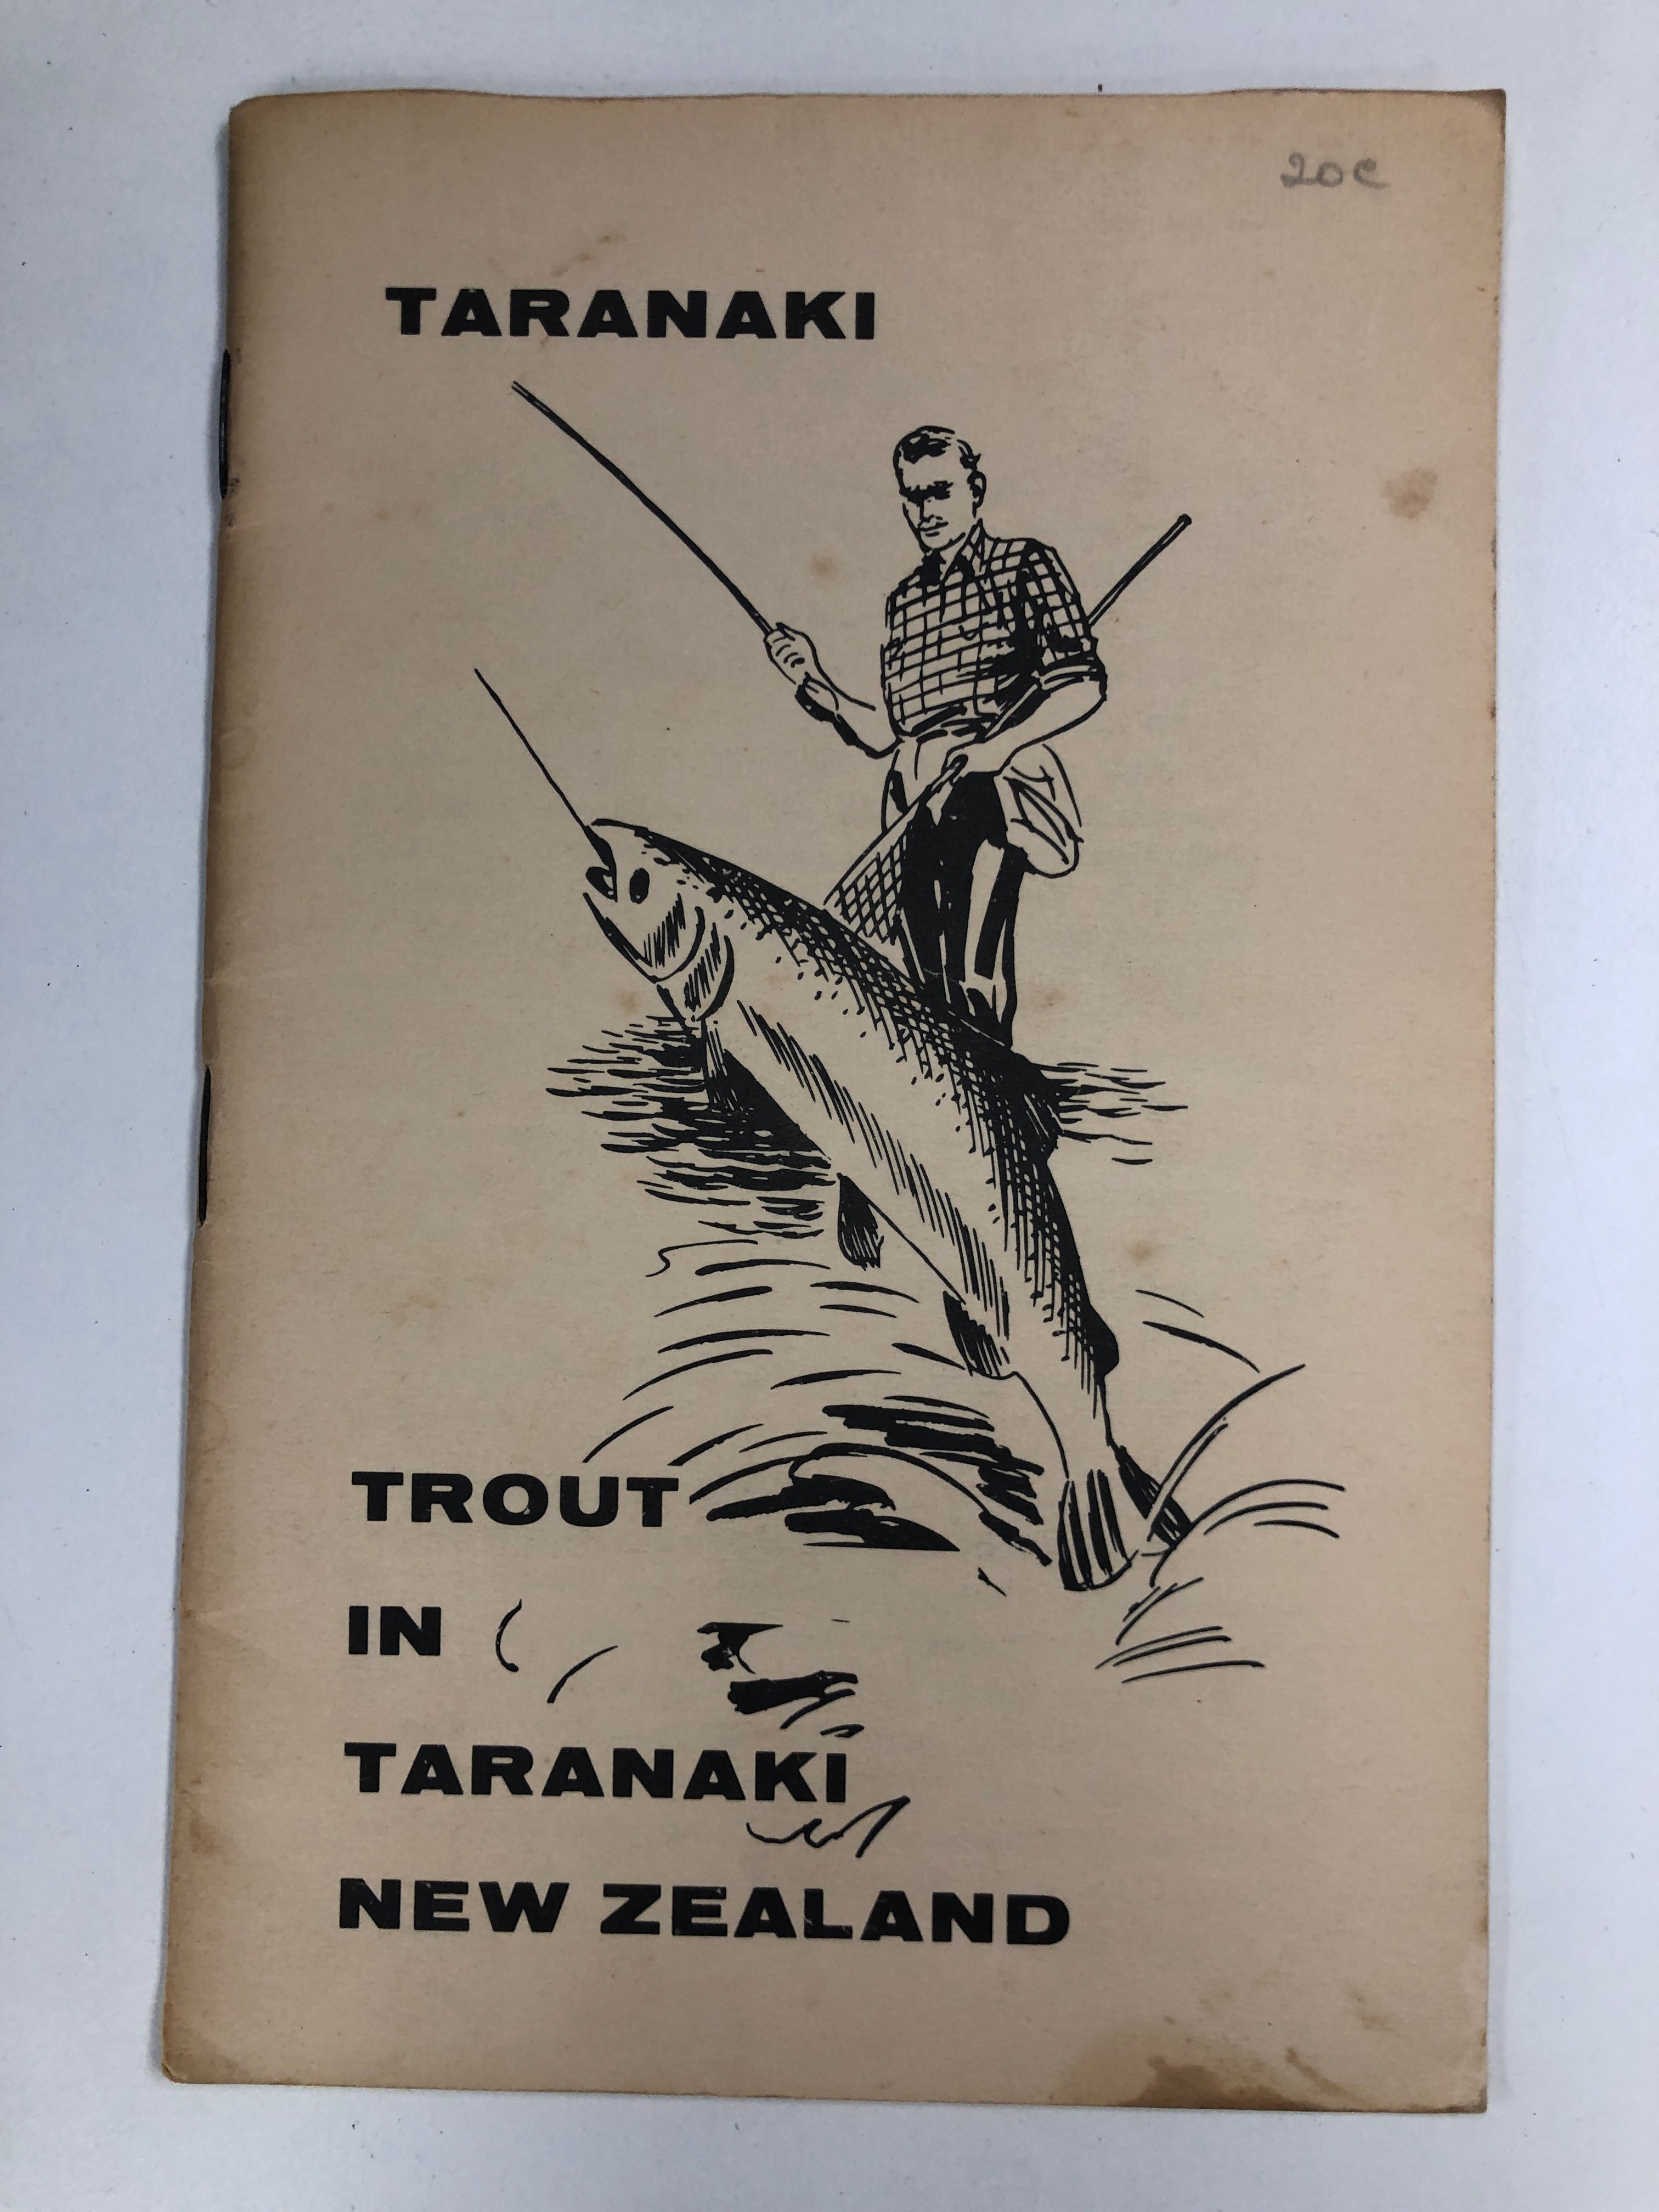 20c
TARANAKI
TROUT
IN
TARANAKI
NEW ZEALAND